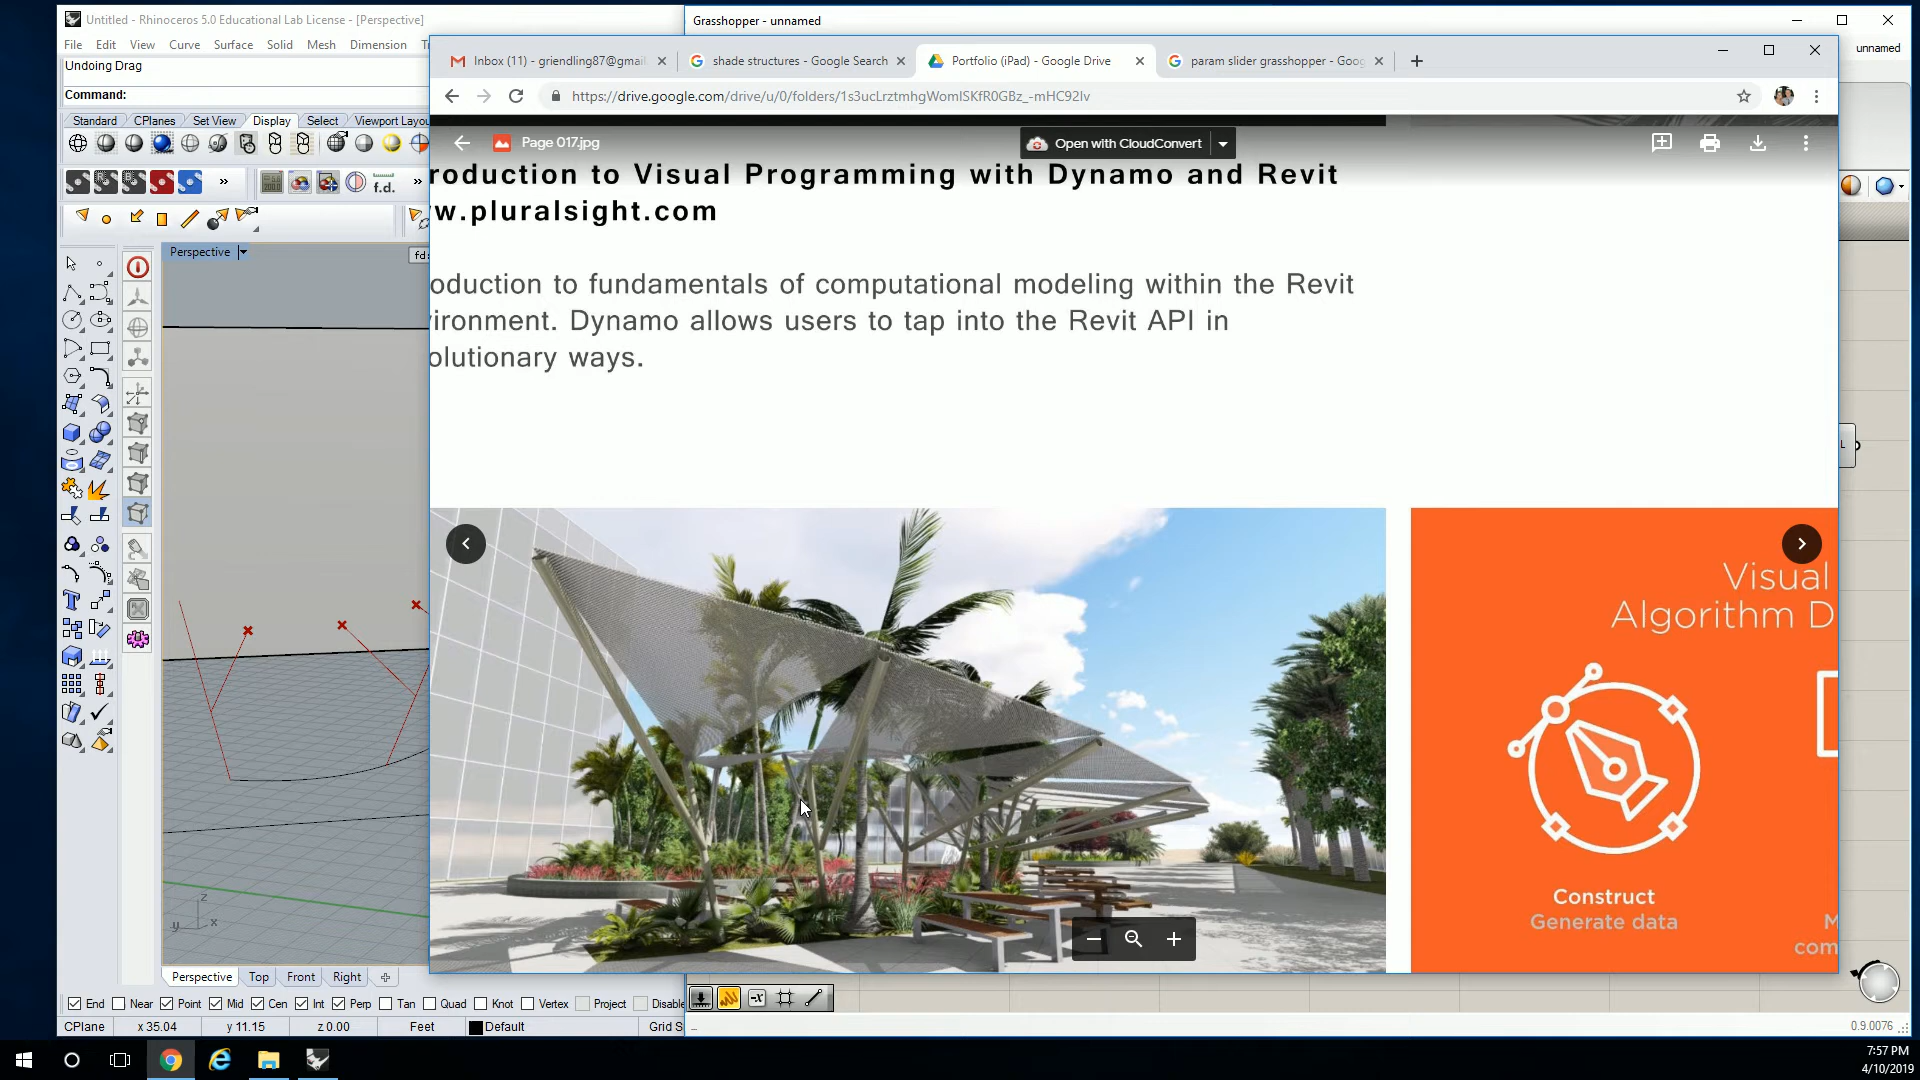 Untitled - Rhinoceros 5.0 Educational Lab License - [Perspective]
File Edit View Curve Surface Solid Mesh Dimension
Undoing Drag
Command:
Standard CPlanes Set View Display Select Viewport Layou
f.d.
Perspective
z
y x
Perspective Top Front Right
End Near Point Mid Cen Int Perp Tan Quad Knot Vertex Project Disable
CPlane x 35.04 y 11.15 z 0.00 Feet Default Grid S
Grasshopper - unnamed
unnamed
Inbox (11) - griendling87@gmai
shade structures - Google Search
Portfolio (iPad) - Google Drive
param slider grasshopper - Goog
https://drive.google.com/drive/u/0/folders/1s3ucLrztmhgWomlSKfR0GBz_-mHC92lv
Page 017.jpg
Open with CloudConvert
roduction to Visual Programming with Dynamo and Revit
w.pluralsight.com
oduction to fundamentals of computational modeling within the Revit
ironment. Dynamo allows users to tap into the Revit API in
olutionary ways.
Visual
Algorithm D
Construct
Generate data
M
com
L
0.9.0076
7:57 PM
4/10/2019